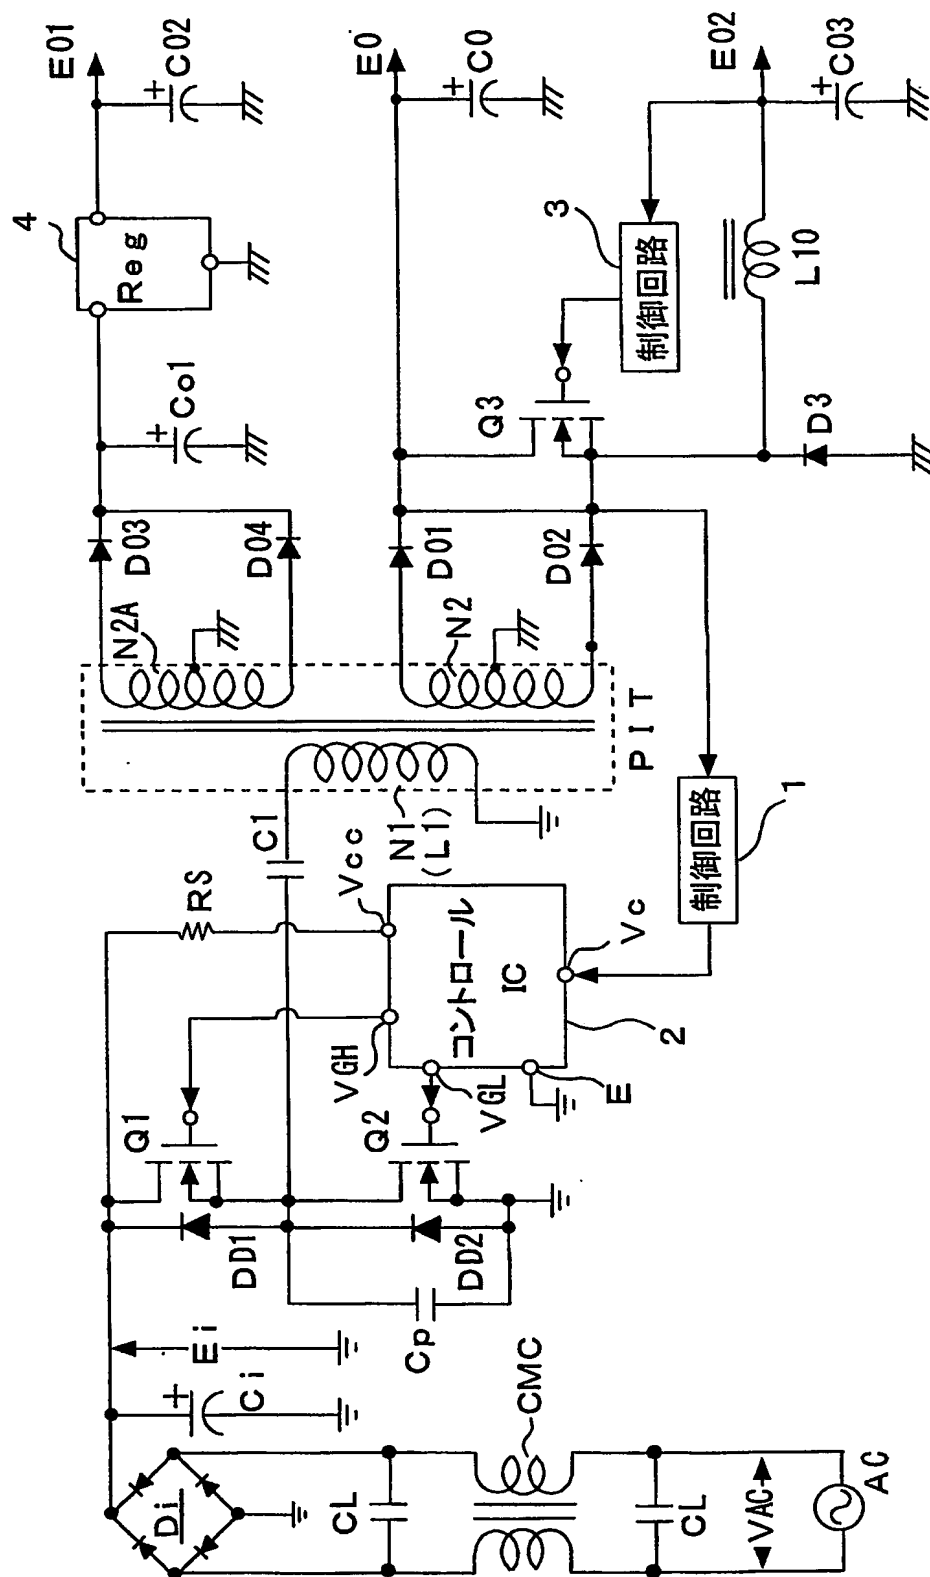 AC
VAC
CL
CMC
CL
Di
Ci
Ei
Cp
DD1
DD2
Q1
Q2
VGH
VGL
E
RS
Vcc
コントロール
IC
2
Vc
制御回路
1
C1
N1
(L1)
PIT
N2A
N2
D03
D04
D01
D02
Co1
Reg
4
C02
E01
E0
C0
Q3
制御回路
3
D3
L10
E02
C03